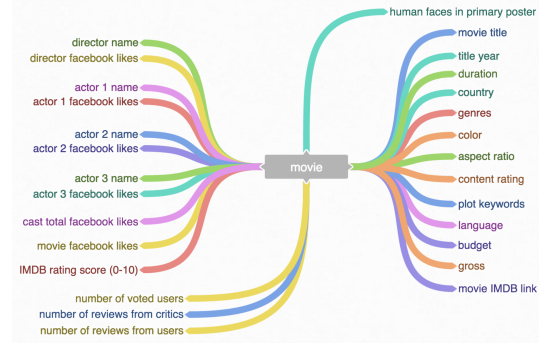 human faces in primary poster
director name
director facebook likes
actor 1 name
actor 1 facebook likes
actor 2 name
actor 2 facebook likes
actor 3 name
actor 3 facebook likes
cast total facebook likes
movie facebook likes
IMDB rating score (0-10)
number of voted users
number of reviews from critics
number of reviews from users
movie
movie title
title year
duration
country
genres
color
aspect ratio
content rating
plot keywords
language
budget
gross
movie IMDB link